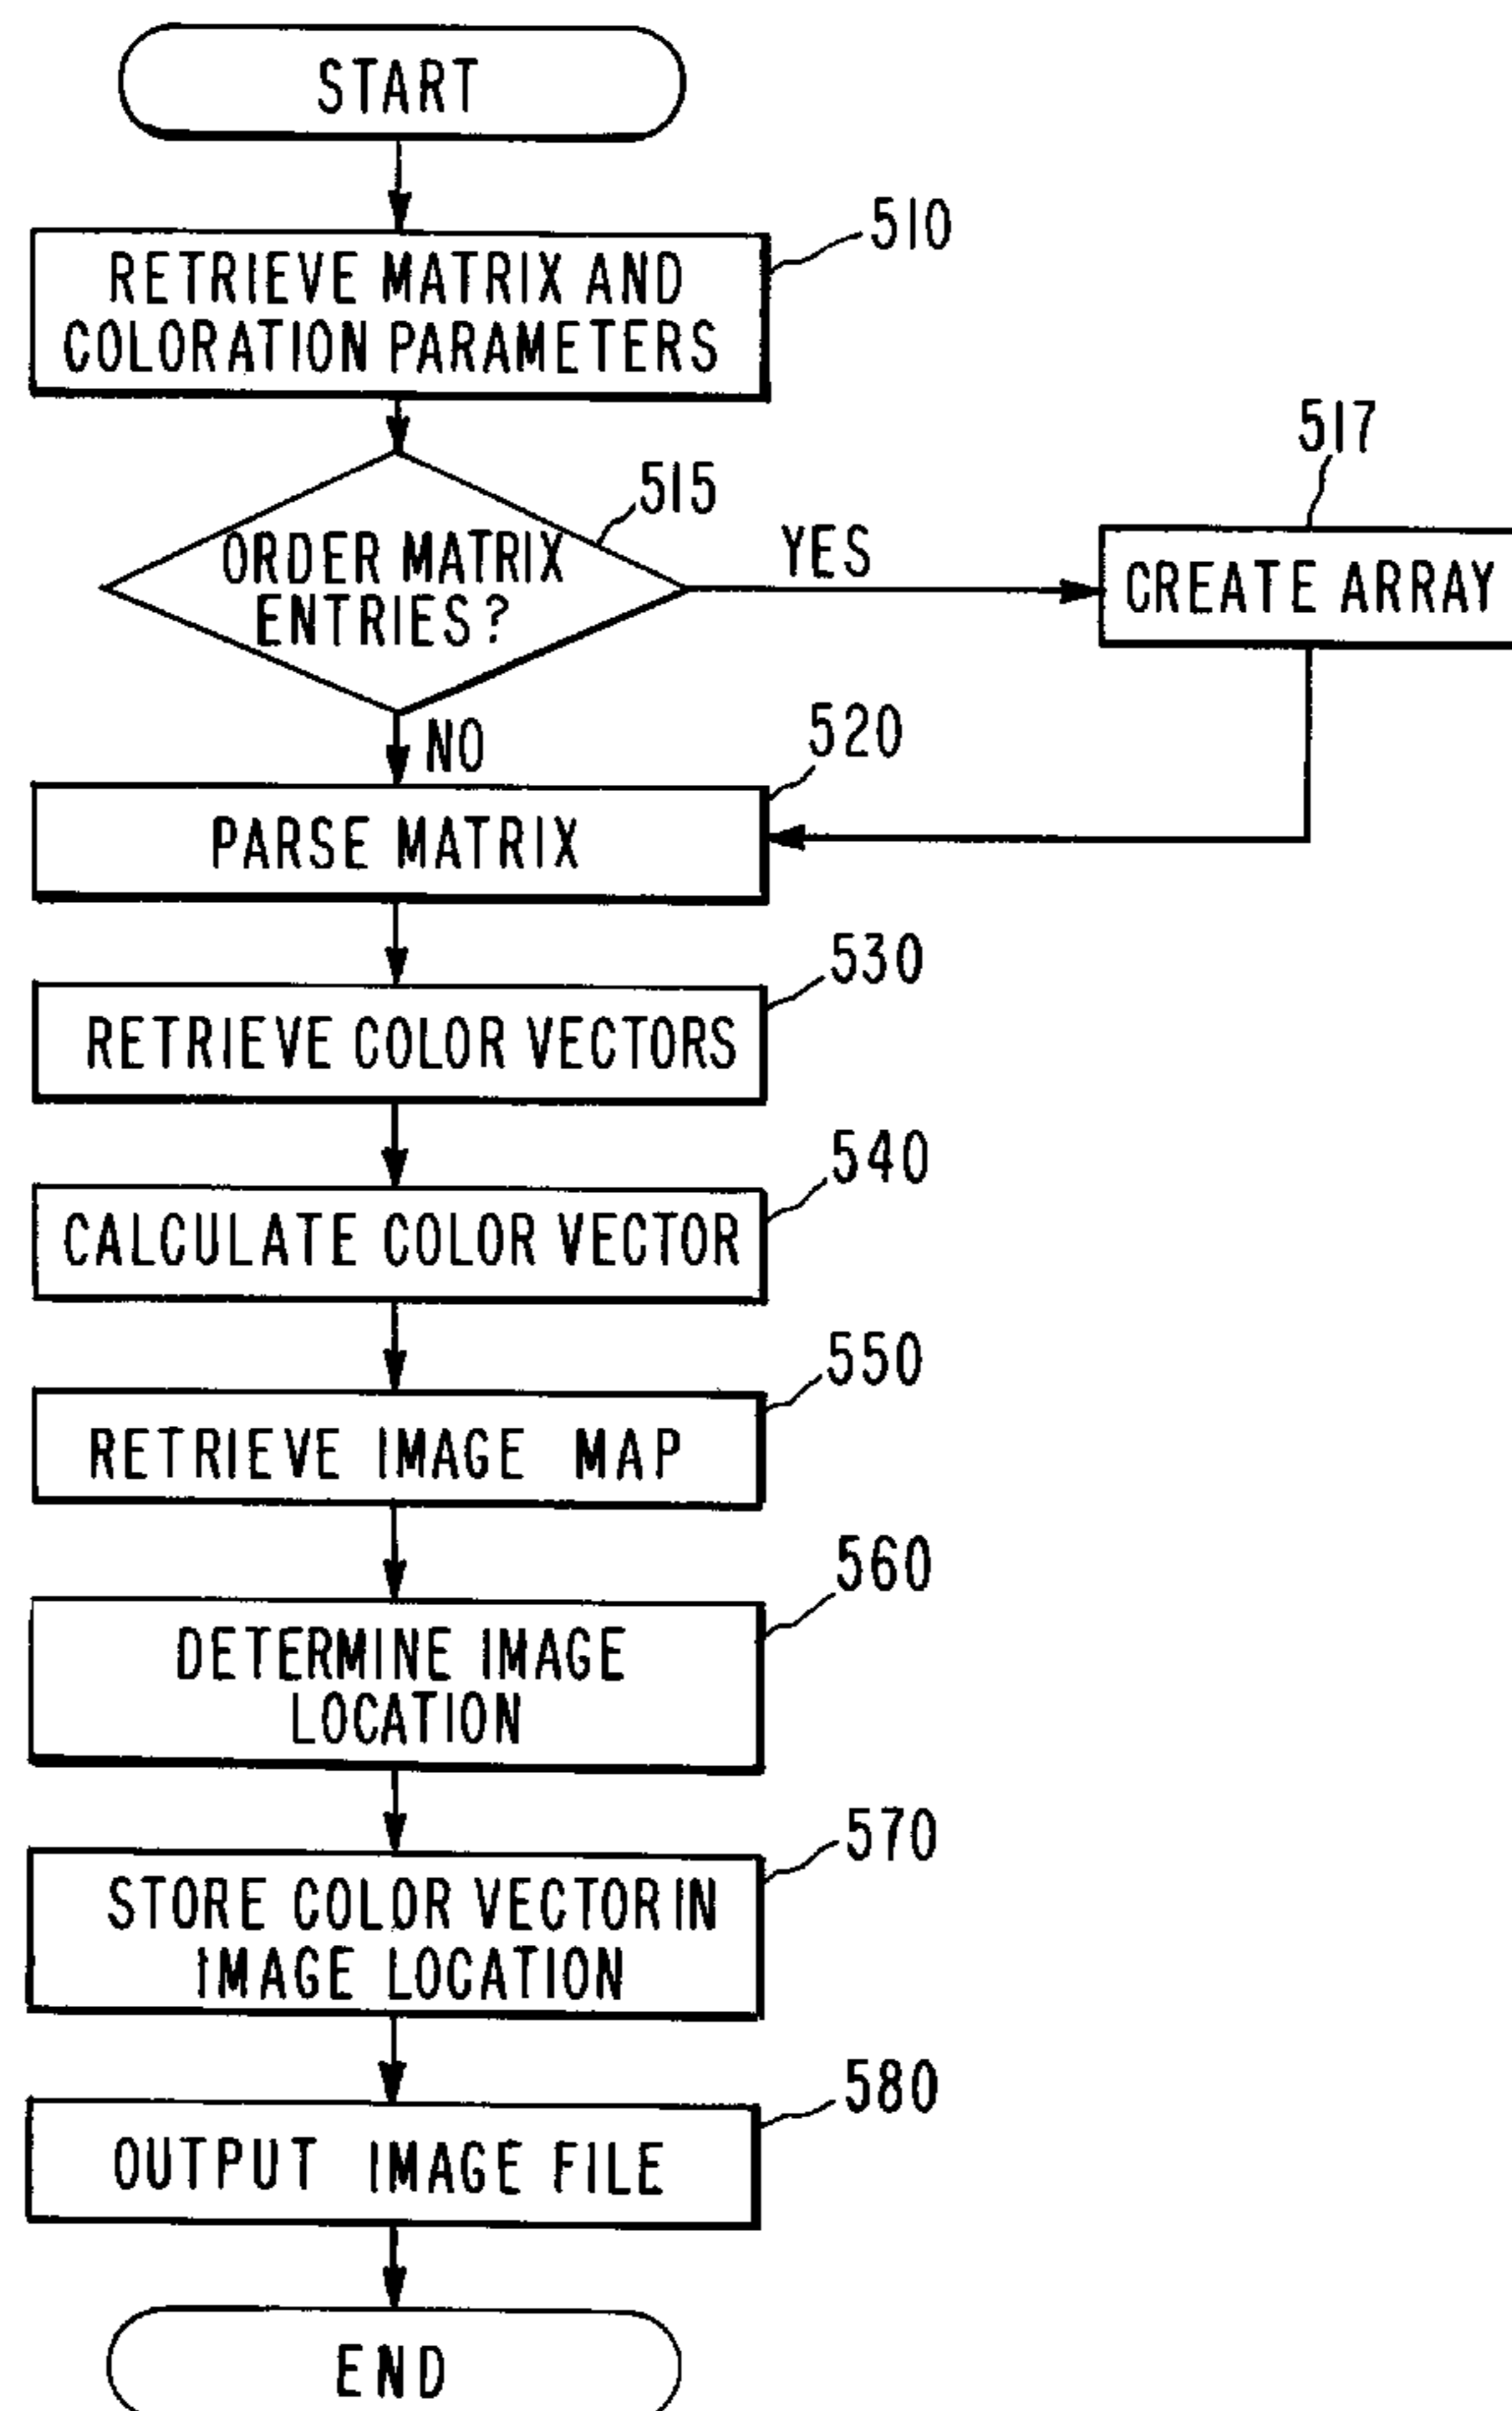 START
510
RETRIEVE MATRIX AND
COLORATION PARAMETERS
515
ORDER MATRIX
ENTRIES?
YES
517
CREATE ARRAY
NO
520
PARSE MATRIX
530
RETRIEVE COLOR VECTORS
540
CALCULATE COLOR VECTOR
550
RETRIEVE IMAGE MAP
560
DETERMINE IMAGE
LOCATION
570
STORE COLOR VECTOR IN
IMAGE LOCATION
580
OUTPUT IMAGE FILE
END